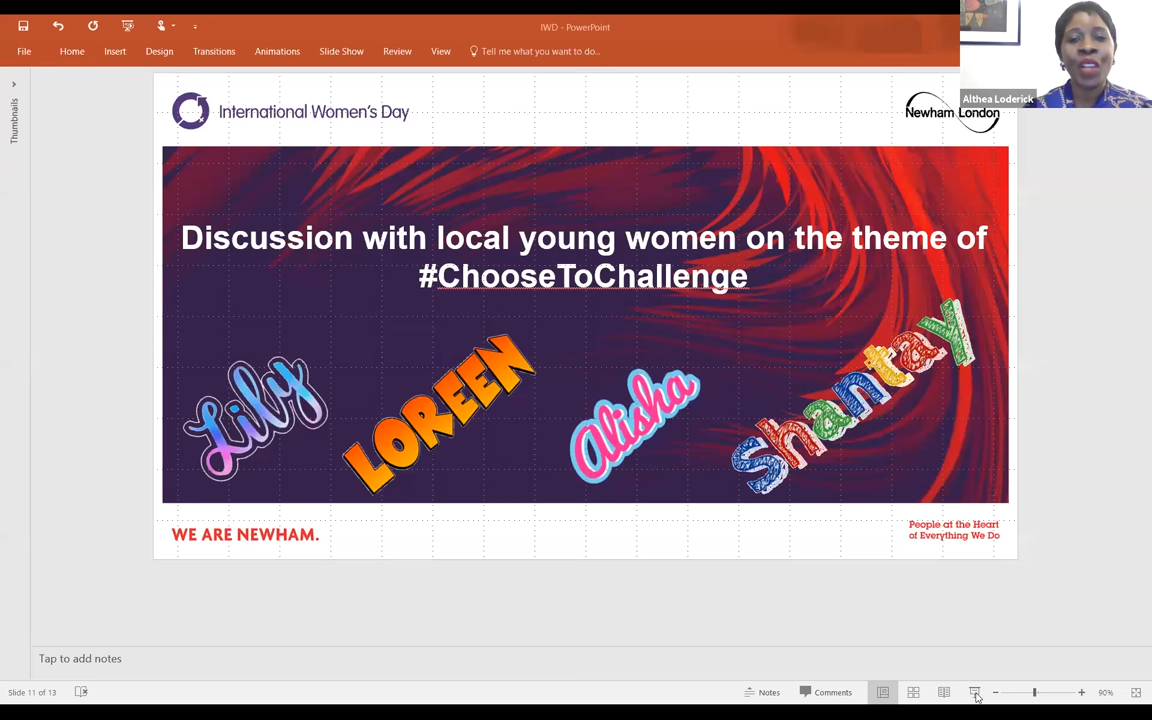 IWD - PowerPoint
File Home Insert Design Transitions Animations Slide Show Review View Tell me what you want to do...
Althea Loderick
Thumbnails
International Women's Day
Newham London
Discussion with local young women on the theme of
#ChooseToChallenge
Lily
LOREEN
Alisha
Shantay
WE ARE NEWHAM.
People at the Heart
of Everything We Do
Tap to add notes
Slide 11 of 13 Notes Comments 90%